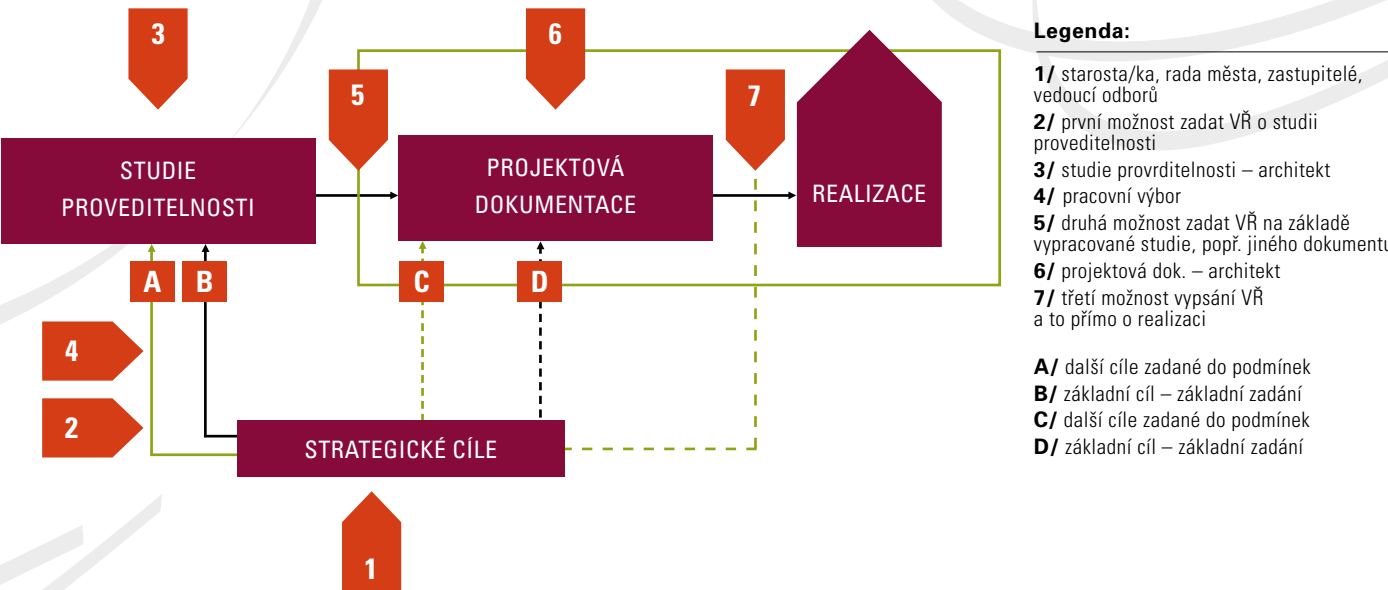 3
6
5
7
STUDIE
PROVEDITELNOSTI
PROJEKTOVÁ
DOKUMENTACE
REALIZACE
A
B
C
D
4
2
STRATEGICKÉ CÍLE
1
Legenda:
1/ starosta/ka, rada města, zastupitelé,
vedoucí odborů
2/ první možnost zadat VŘ o studii
proveditelnosti
3/ studie provrditelnosti – architekt
4/ pracovní výbor
5/ druhá možnost zadat VŘ na základě
vypracované studie, popř. jiného dokumentu
6/ projektová dok. – architekt
7/ třetí možnost vypsání VŘ
a to přímo o realizaci
A/ další cíle zadané do podmínek
B/ základní cíl – základní zadání
C/ další cíle zadané do podmínek
D/ základní cíl – základní zadání